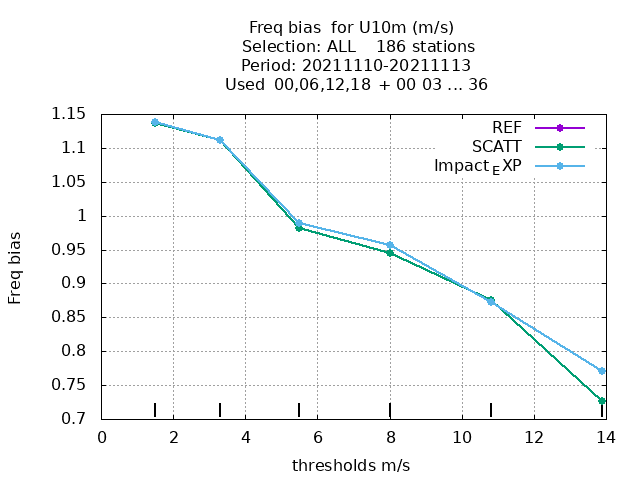 Freq bias  for U10m (m/s)
Selection: ALL    186 stations
Period: 20211110-20211113
Used  00,06,12,18  + 00 03 ... 36
1.15
1.1
1.05
1
0.95
0.9
0.85
0.8
0.75
0.7
Freq bias
REF
SCATT
Impact_EXP
0 2 4 6 8 10 12 14
thresholds m/s